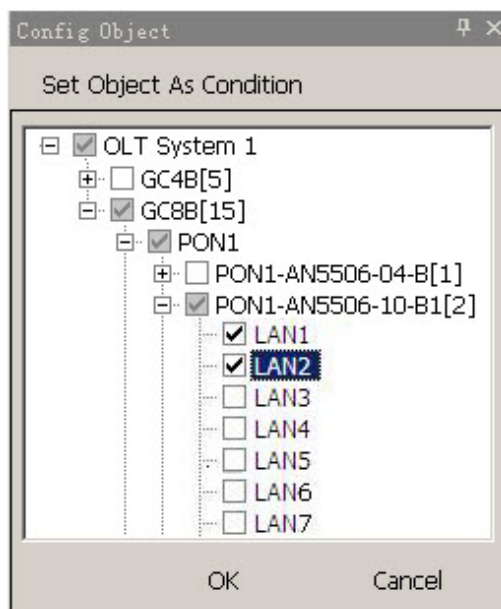 Config Object
Set Object As Condition
OLT System 1
GC4B[5]
GC8B[15]
PON1
PON1-AN5506-04-B[1]
PON1-AN5506-10-B1[2]
LAN1
LAN2
LAN3
LAN4
LAN5
LAN6
LAN7
OK Cancel